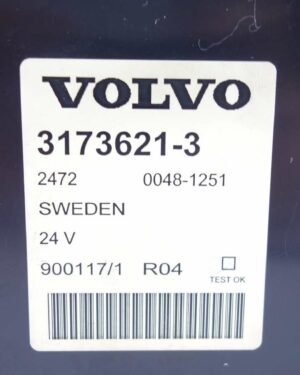 VOLVO
3173621-3
2472 0048-1251
SWEDEN
24 V
900117/1 R04
TEST OK